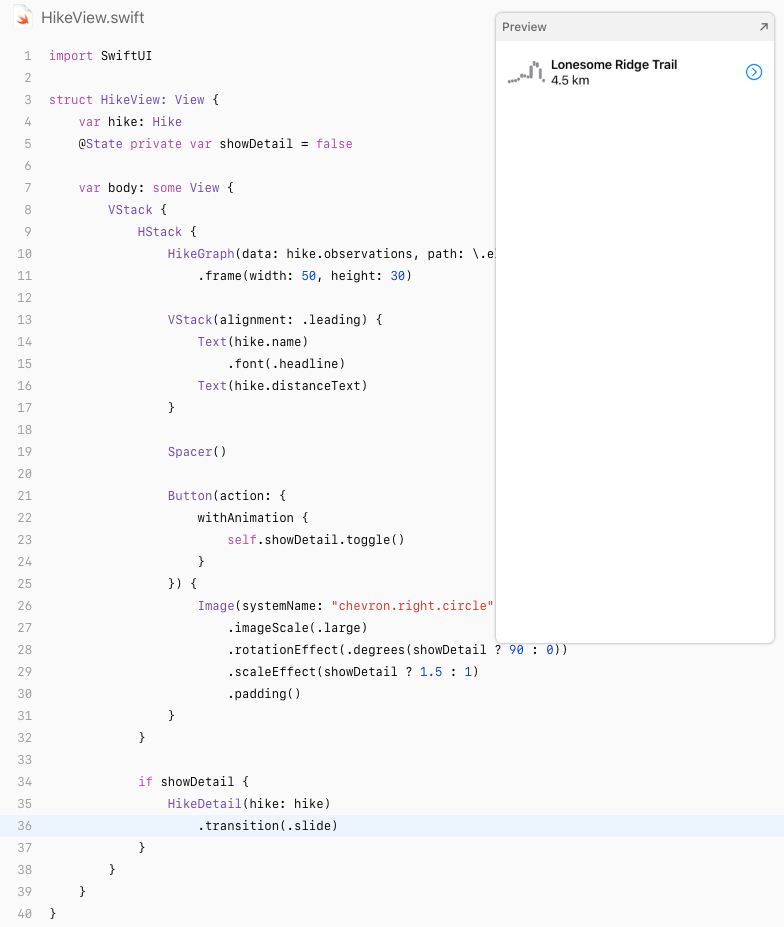 HikeView.swift
1 import SwiftUI
2
3 struct HikeView: View {
4 var hike: Hike
5 @State private var showDetail = false
6
7 var body: some View {
8 VStack {
9 HStack {
10 HikeGraph(data: hike.observations, path: \.el
11 .frame(width: 50, height: 30)
12
13 VStack(alignment: .leading) {
14 Text(hike.name)
15 .font(.headline)
16 Text(hike.distanceText)
17 }
18
19 Spacer()
20
21 Button(action: {
22 withAnimation {
23 self.showDetail.toggle()
24 }
25 }) {
26 Image(systemName: "chevron.right.circle"
27 .imageScale(.large)
28 .rotationEffect(.degrees(showDetail ? 90 : 0))
29 .scaleEffect(showDetail ? 1.5 : 1)
30 .padding()
31 }
32 }
33
34 if showDetail {
35 HikeDetail(hike: hike)
36 .transition(.slide)
37 }
38 }
39 }
40 }
Preview
Lonesome Ridge Trail
4.5 km